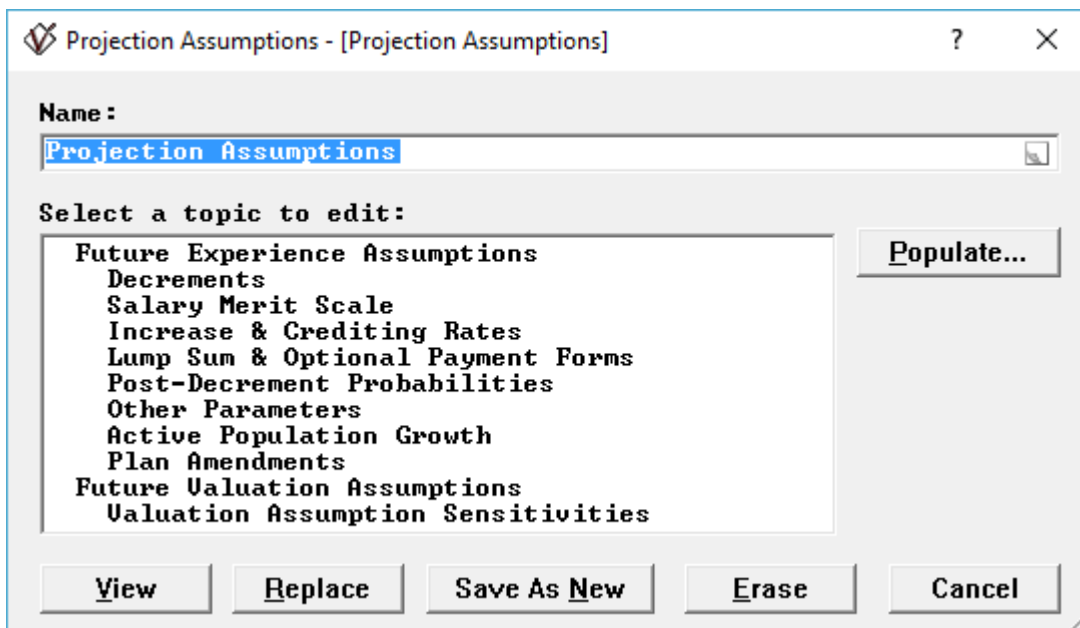 Projection Assumptions - [Projection Assumptions] ?
Name:
Projection Assumptions
Select a topic to edit:
Future Experience Assumptions
Decrements
Salary Merit Scale
Increase & Crediting Rates
Lump Sum & Optional Payment Forms
Post-Decrement Probabilities
Other Parameters
Active Population Growth
Plan Amendments
Future Valuation Assumptions
Valuation Assumption Sensitivities
Populate...
View Replace Save As New Erase Cancel